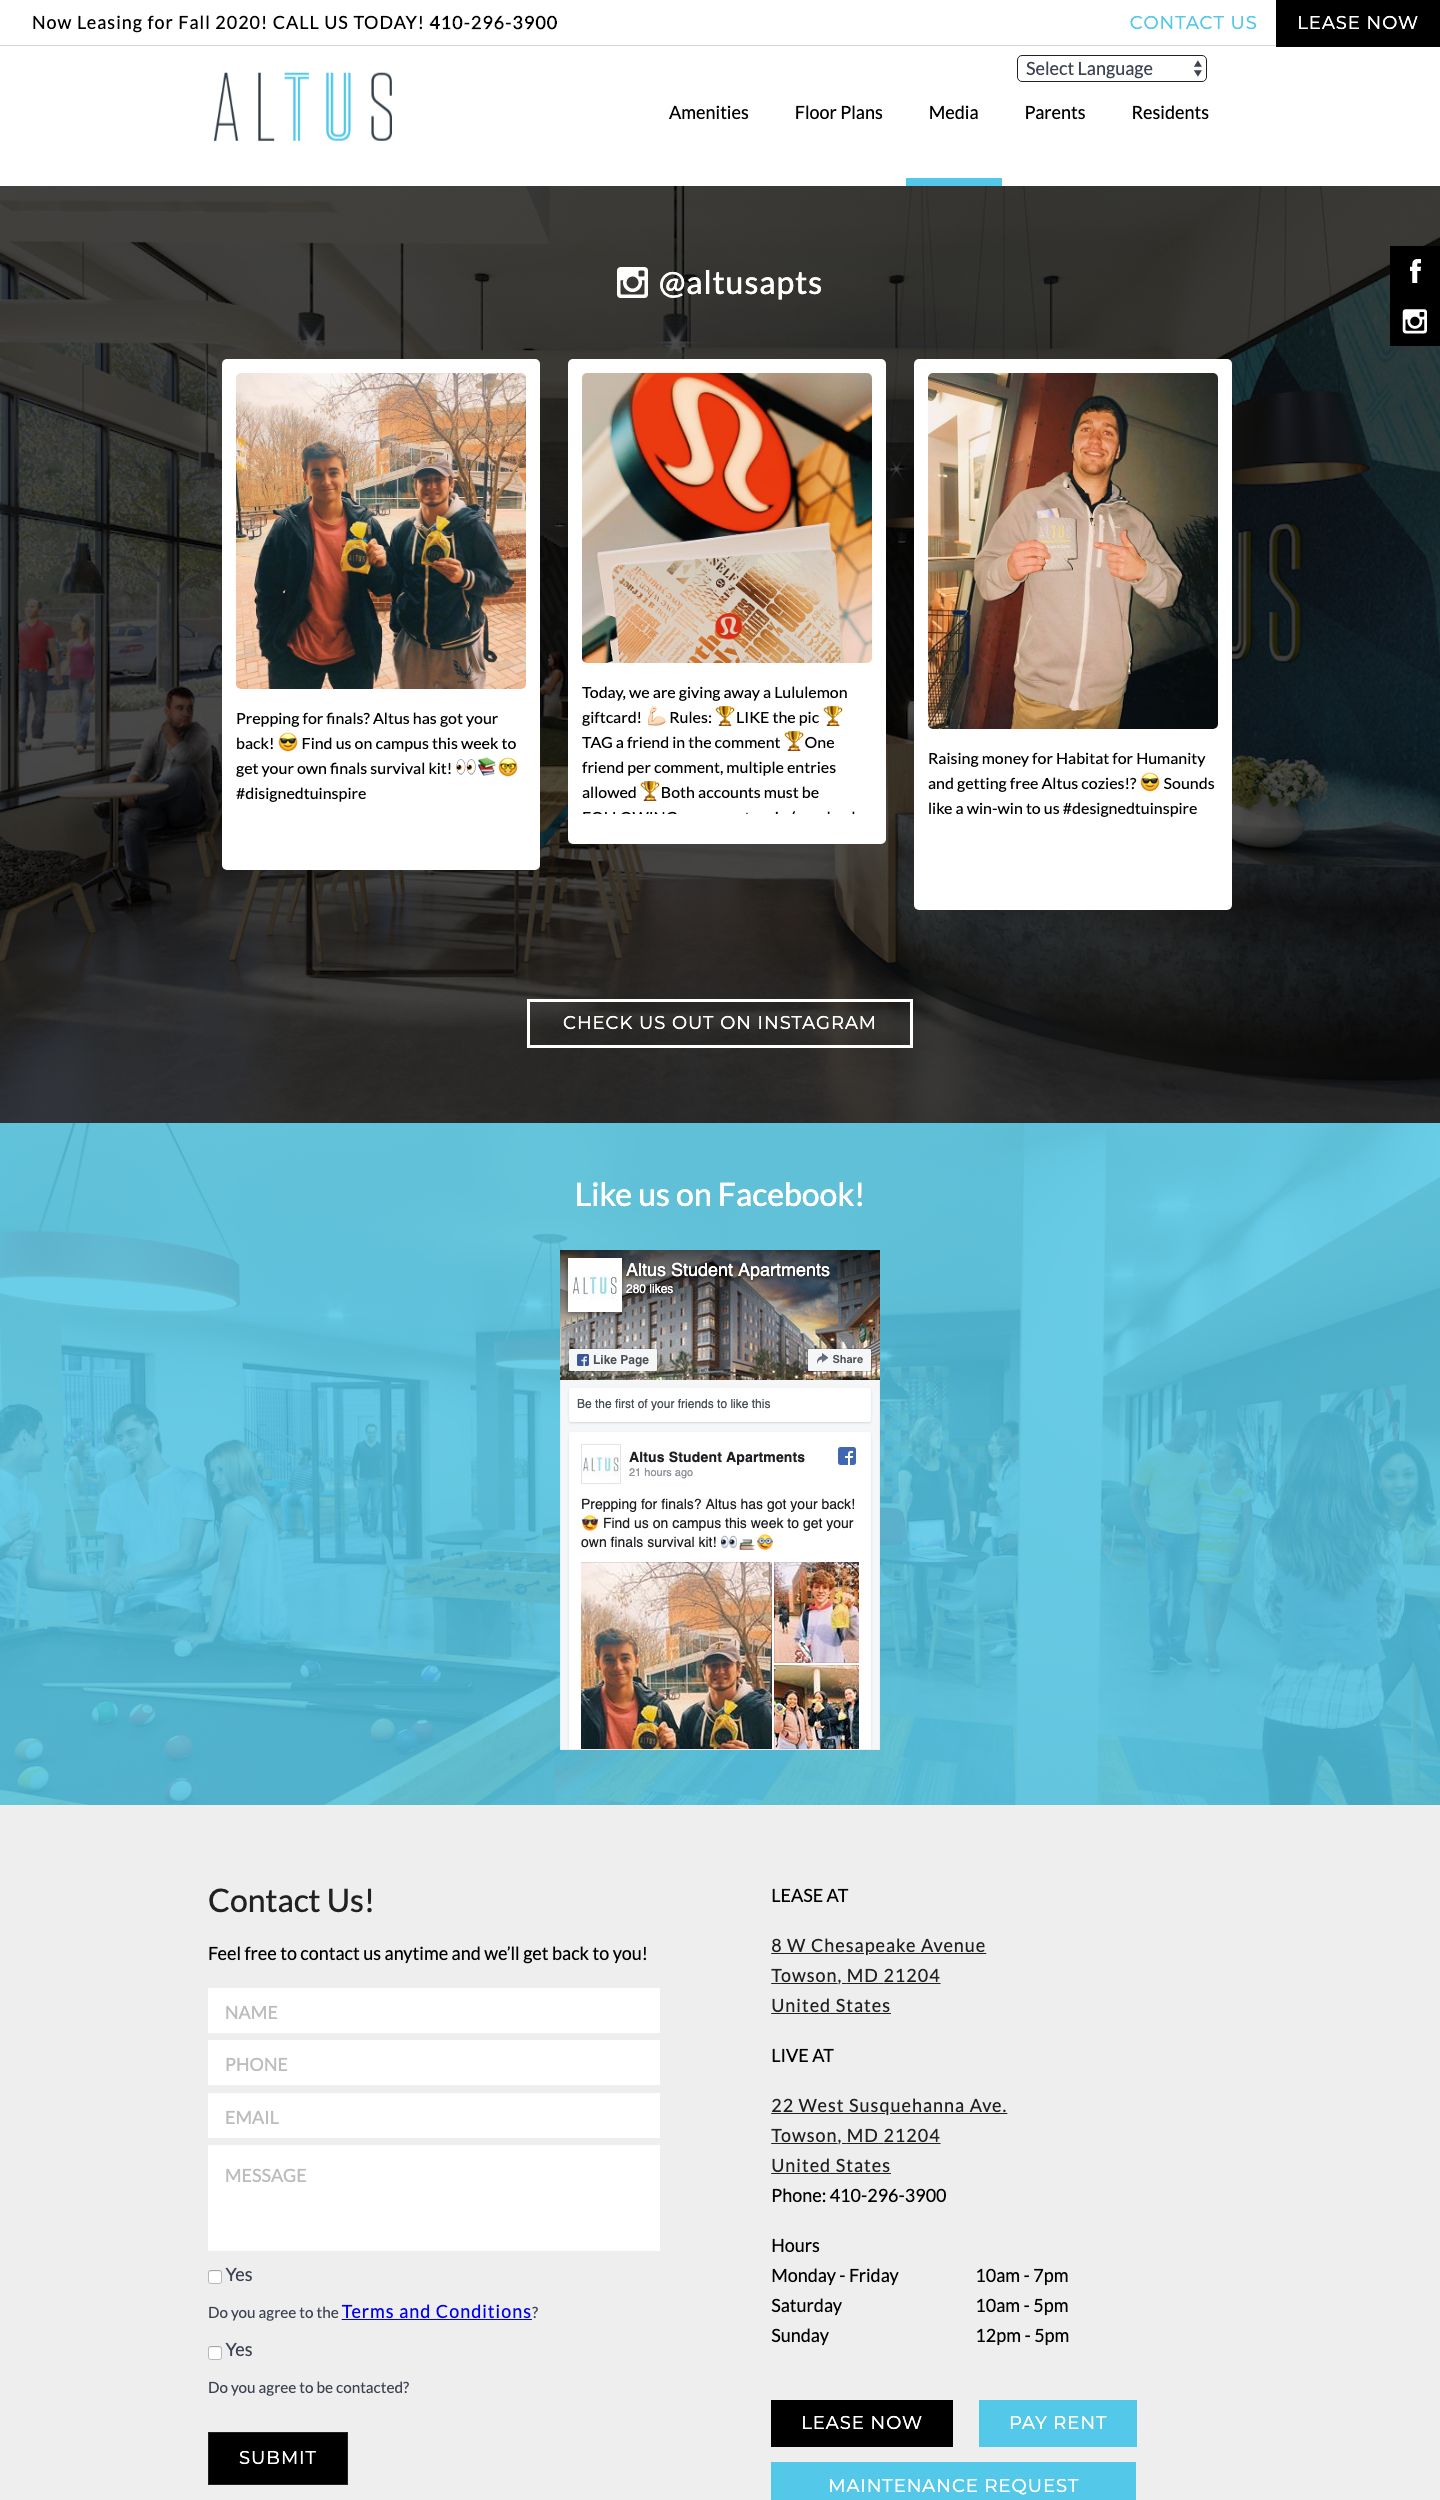 Now Leasing for Fall 2020! CALL US TODAY! 410-296-3900
CONTACT US
LEASE NOW
Select Language
ALTUS
Amenities
Floor Plans
Media
Parents
Residents
@altusapts
Prepping for finals? Altus has got your
back! 😎 Find us on campus this week to
get your own finals survival kit! 👀📚🤓
#disignedtuinspire
Today, we are giving away a Lululemon
giftcard! 💪🏻 Rules: 🏆LIKE the pic 🏆
TAG a friend in the comment 🏆One
friend per comment, multiple entries
allowed 🏆Both accounts must be
Raising money for Habitat for Humanity
and getting free Altus cozies!? 😎 Sounds
like a win-win to us #designedtuinspire
CHECK US OUT ON INSTAGRAM
Like us on Facebook!
ALTUS
Altus Student Apartments
280 likes
Like Page
Share
Be the first of your friends to like this
ALTUS
Altus Student Apartments
21 hours ago
Prepping for finals? Altus has got your back!
😎 Find us on campus this week to get your
own finals survival kit! 👀📚🤓
Contact Us!
Feel free to contact us anytime and we’ll get back to you!
NAME
PHONE
EMAIL
MESSAGE
Yes
Do you agree to the Terms and Conditions?
Yes
Do you agree to be contacted?
SUBMIT
LEASE AT
8 W Chesapeake Avenue
Towson, MD 21204
United States
LIVE AT
22 West Susquehanna Ave.
Towson, MD 21204
United States
Phone: 410-296-3900
Hours
Monday - Friday 10am - 7pm
Saturday 10am - 5pm
Sunday 12pm - 5pm
LEASE NOW
PAY RENT
MAINTENANCE REQUEST